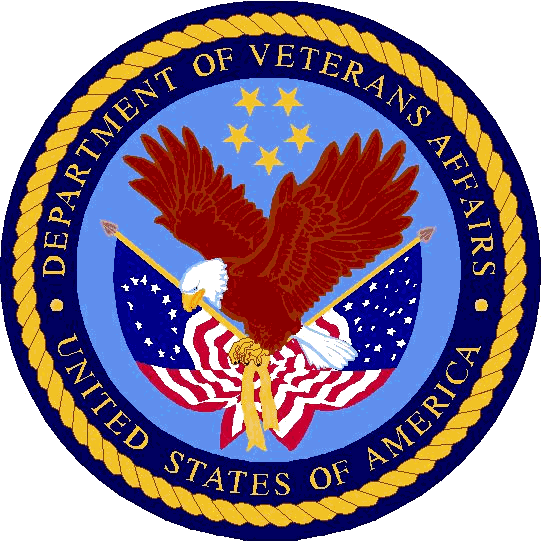 DEPARTMENT OF VETERANS AFFAIRS
UNITED STATES OF AMERICA